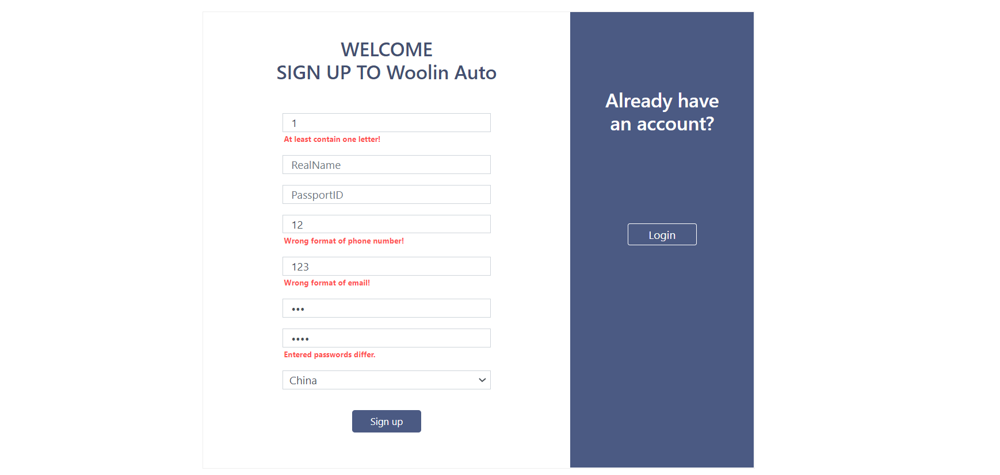 WELCOME
SIGN UP TO Woolin Auto
1
At least contain one letter!
RealName
PassportID
12
Wrong format of phone number!
123
Wrong format of email!
•••
••••
Entered passwords differ.
China
Sign up
Already have
an account?
Login